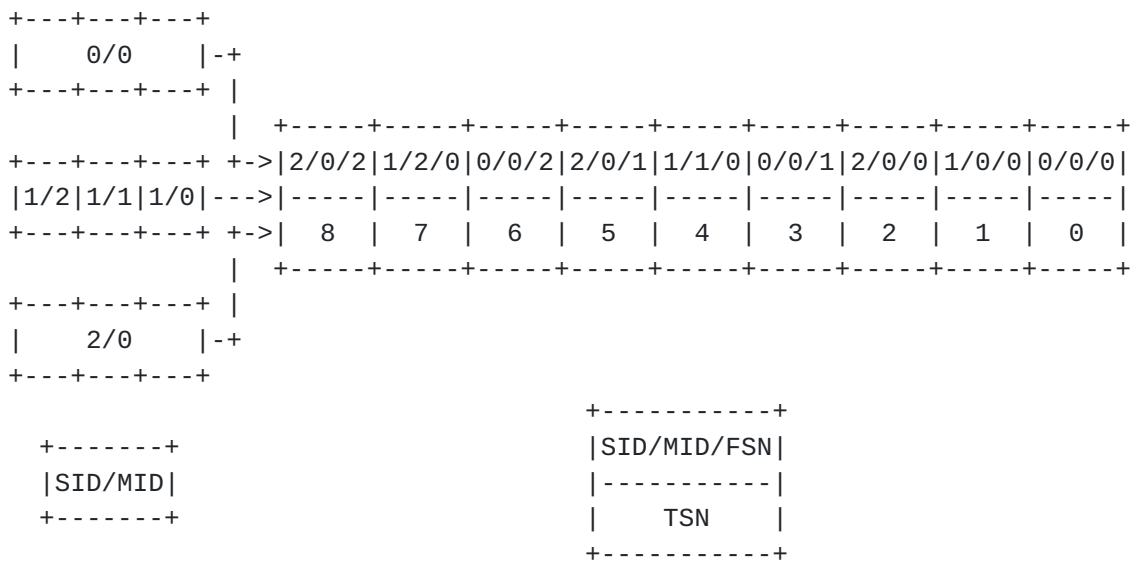 +---+---+---+
|    0/0    |-+
+---+---+---+ |
              |  +-----+-----+-----+-----+-----+-----+-----+-----+-----+
+---+---+---+ +->|2/0/2|1/2/0|0/0/2|2/0/1|1/1/0|0/0/1|2/0/0|1/0/0|0/0/0|
|1/2|1/1|1/0|--->|-----|-----|-----|-----|-----|-----|-----|-----|-----|
+---+---+---+ +->|  8  |  7  |  6  |  5  |  4  |  3  |  2  |  1  |  0  |
              |  +-----+-----+-----+-----+-----+-----+-----+-----+-----+
+---+---+---+ |
|    2/0    |-+
+---+---+---+
                                     +-----------+
  +-------+                          |SID/MID/FSN|
  |SID/MID|                          |-----------|
  +-------+                          |    TSN    |
                                     +-----------+